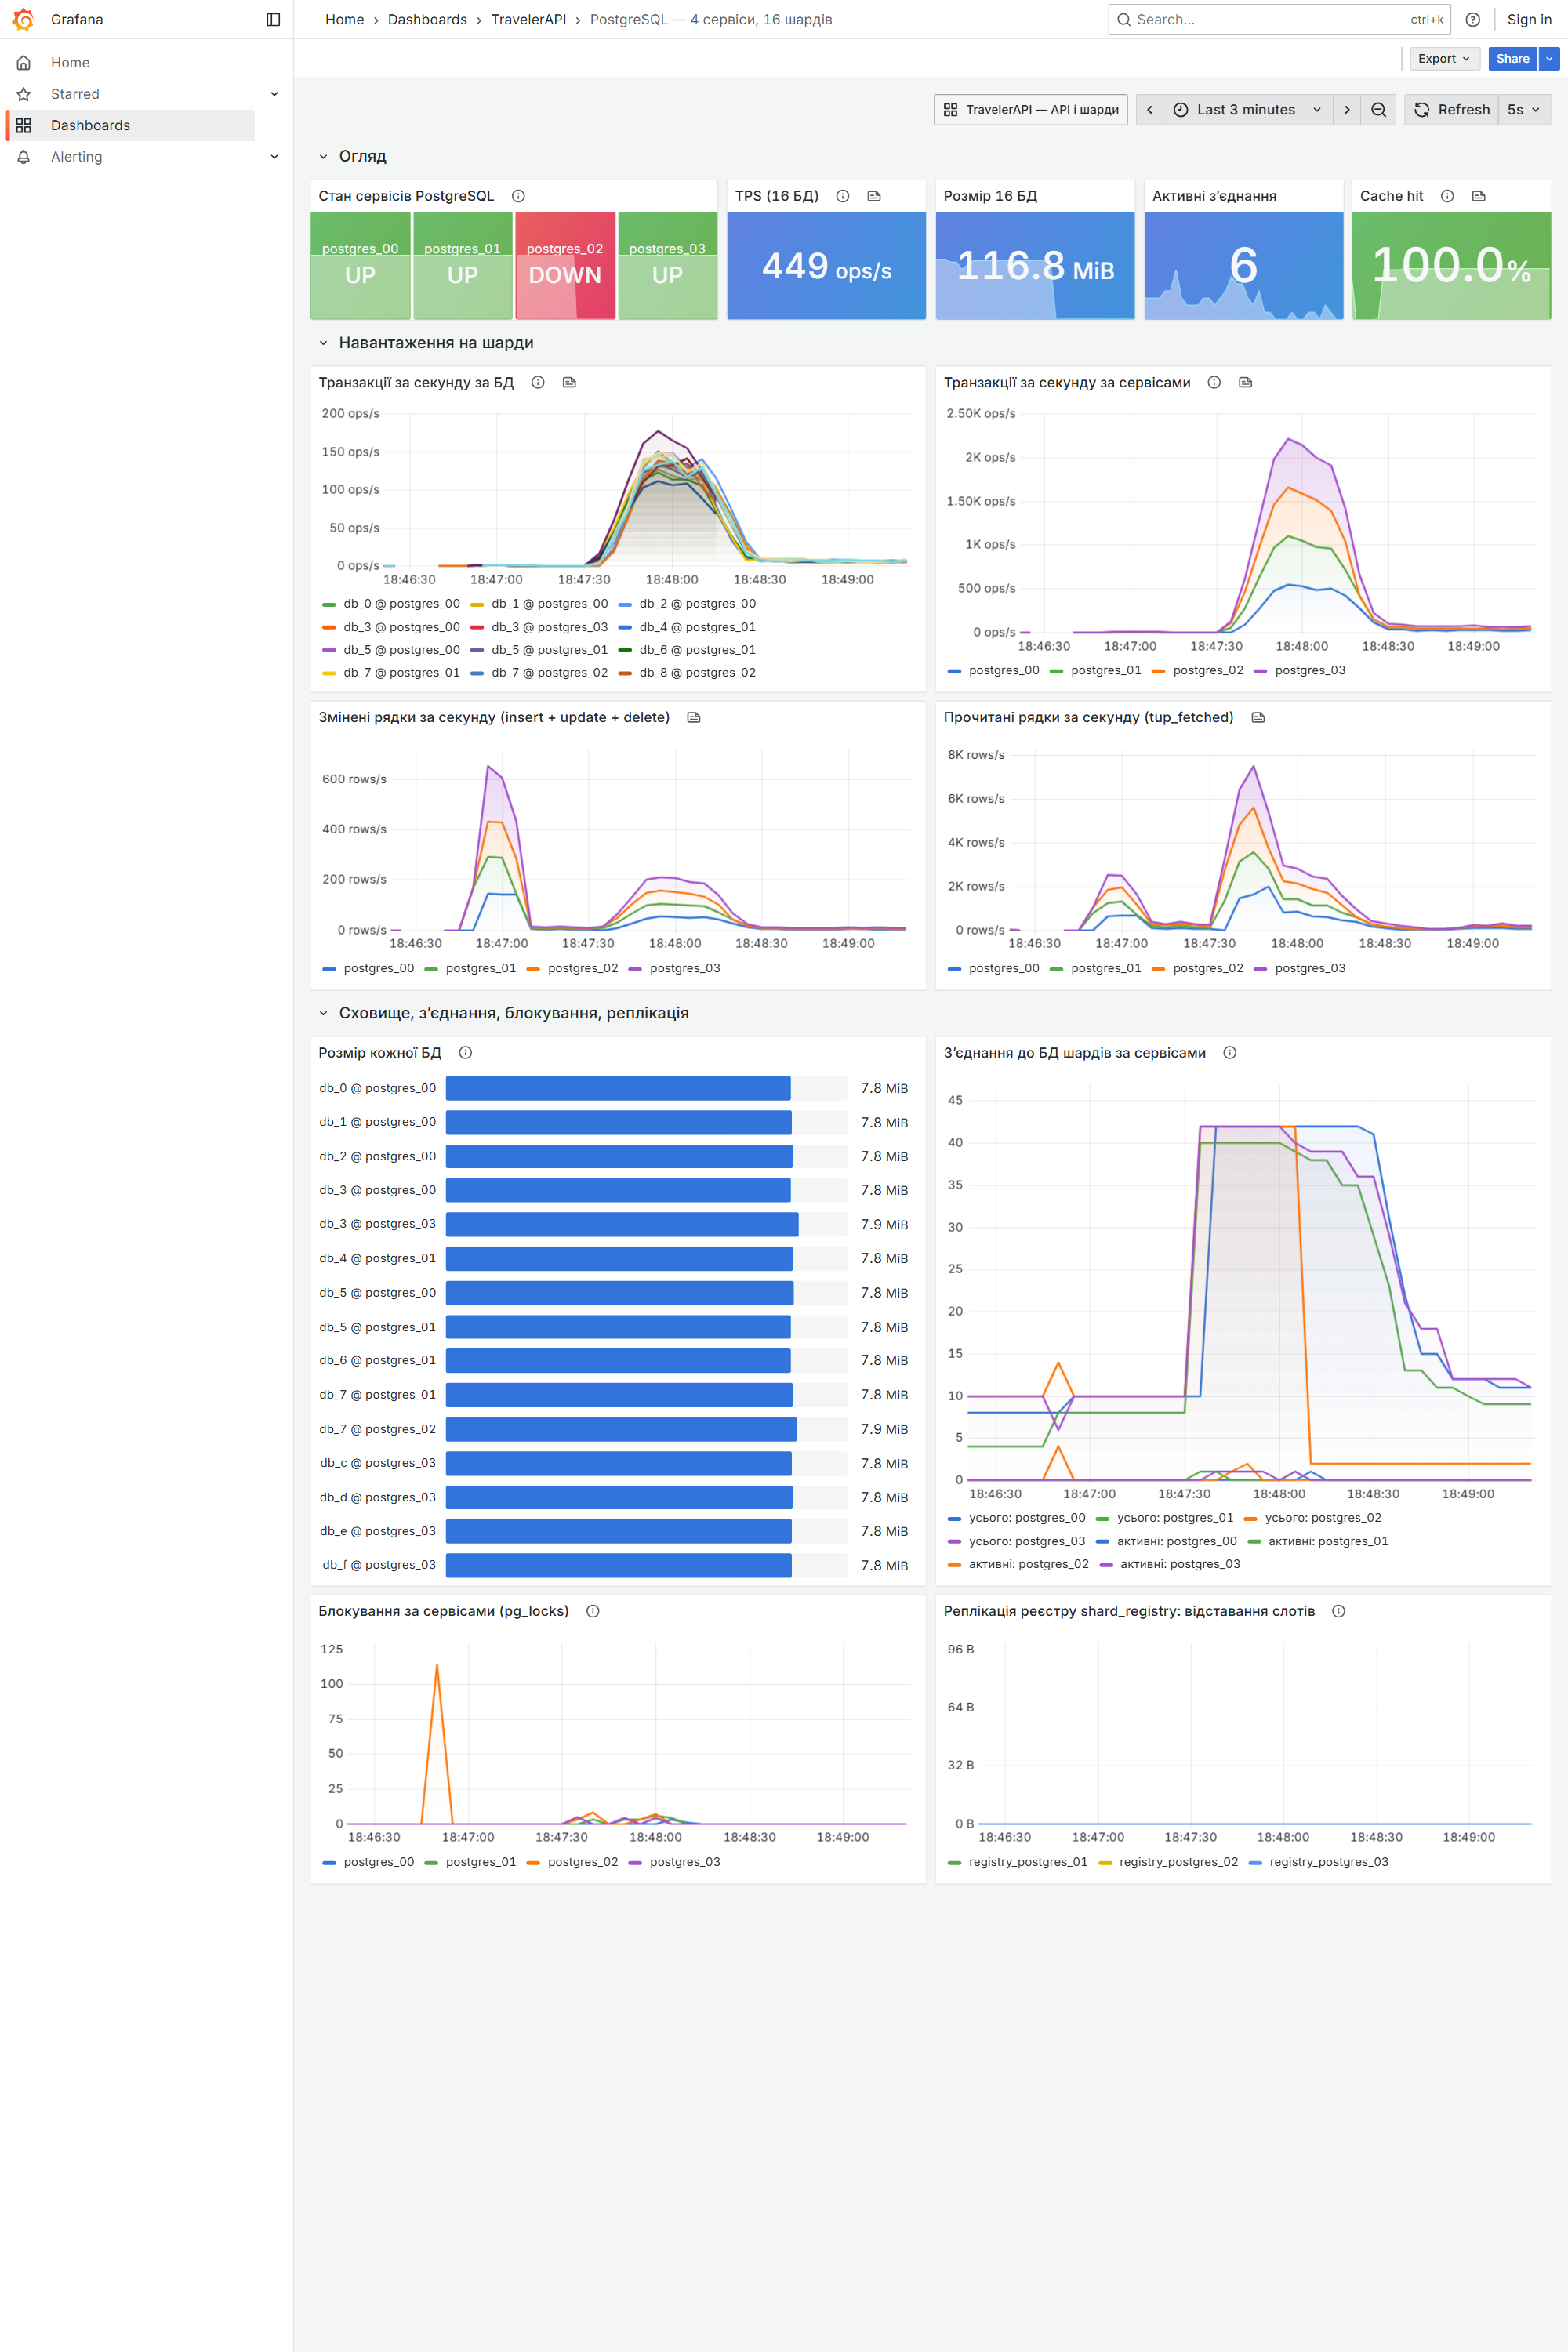 Grafana
Home › Dashboards › TravelerAPI › PostgreSQL — 4 сервіси, 16 шардів
Search...
ctrl+k
Sign in
Export
Share
Home
Starred
Dashboards
Alerting
TravelerAPI — API і шарди
Last 3 minutes
Refresh
5s
Огляд
Стан сервісів PostgreSQL
postgres_00
UP
postgres_01
UP
postgres_02
DOWN
postgres_03
UP
TPS (16 БД)
449 ops/s
Розмір 16 БД
116.8 MiB
Активні з’єднання
6
Cache hit
100.0%
Навантаження на шарди
Транзакції за секунду за БД
200 ops/s
150 ops/s
100 ops/s
50 ops/s
0 ops/s
18:46:30 18:47:00 18:47:30 18:48:00 18:48:30 18:49:00
db_0 @ postgres_00 db_1 @ postgres_00 db_2 @ postgres_00
db_3 @ postgres_00 db_3 @ postgres_03 db_4 @ postgres_01
db_5 @ postgres_00 db_5 @ postgres_01 db_6 @ postgres_01
db_7 @ postgres_01 db_7 @ postgres_02 db_8 @ postgres_02
Транзакції за секунду за сервісами
2.50K ops/s
2K ops/s
1.50K ops/s
1K ops/s
500 ops/s
0 ops/s
18:46:30 18:47:00 18:47:30 18:48:00 18:48:30 18:49:00
postgres_00 postgres_01 postgres_02 postgres_03
Змінені рядки за секунду (insert + update + delete)
600 rows/s
400 rows/s
200 rows/s
0 rows/s
18:46:30 18:47:00 18:47:30 18:48:00 18:48:30 18:49:00
postgres_00 postgres_01 postgres_02 postgres_03
Прочитані рядки за секунду (tup_fetched)
8K rows/s
6K rows/s
4K rows/s
2K rows/s
0 rows/s
18:46:30 18:47:00 18:47:30 18:48:00 18:48:30 18:49:00
postgres_00 postgres_01 postgres_02 postgres_03
Сховище, з’єднання, блокування, реплікація
Розмір кожної БД
db_0 @ postgres_00 7.8 MiB
db_1 @ postgres_00 7.8 MiB
db_2 @ postgres_00 7.8 MiB
db_3 @ postgres_00 7.8 MiB
db_3 @ postgres_03 7.9 MiB
db_4 @ postgres_01 7.8 MiB
db_5 @ postgres_00 7.8 MiB
db_5 @ postgres_01 7.8 MiB
db_6 @ postgres_01 7.8 MiB
db_7 @ postgres_01 7.8 MiB
db_7 @ postgres_02 7.9 MiB
db_c @ postgres_03 7.8 MiB
db_d @ postgres_03 7.8 MiB
db_e @ postgres_03 7.8 MiB
db_f @ postgres_03 7.8 MiB
З’єднання до БД шардів за сервісами
45
40
35
30
25
20
15
10
5
0
18:46:30 18:47:00 18:47:30 18:48:00 18:48:30 18:49:00
усього: postgres_00 усього: postgres_01 усього: postgres_02
усього: postgres_03 активні: postgres_00 активні: postgres_01
активні: postgres_02 активні: postgres_03
Блокування за сервісами (pg_locks)
125
100
75
50
25
0
18:46:30 18:47:00 18:47:30 18:48:00 18:48:30 18:49:00
postgres_00 postgres_01 postgres_02 postgres_03
Реплікація реєстру shard_registry: відставання слотів
96 B
64 B
32 B
0 B
18:46:30 18:47:00 18:47:30 18:48:00 18:48:30 18:49:00
registry_postgres_01 registry_postgres_02 registry_postgres_03